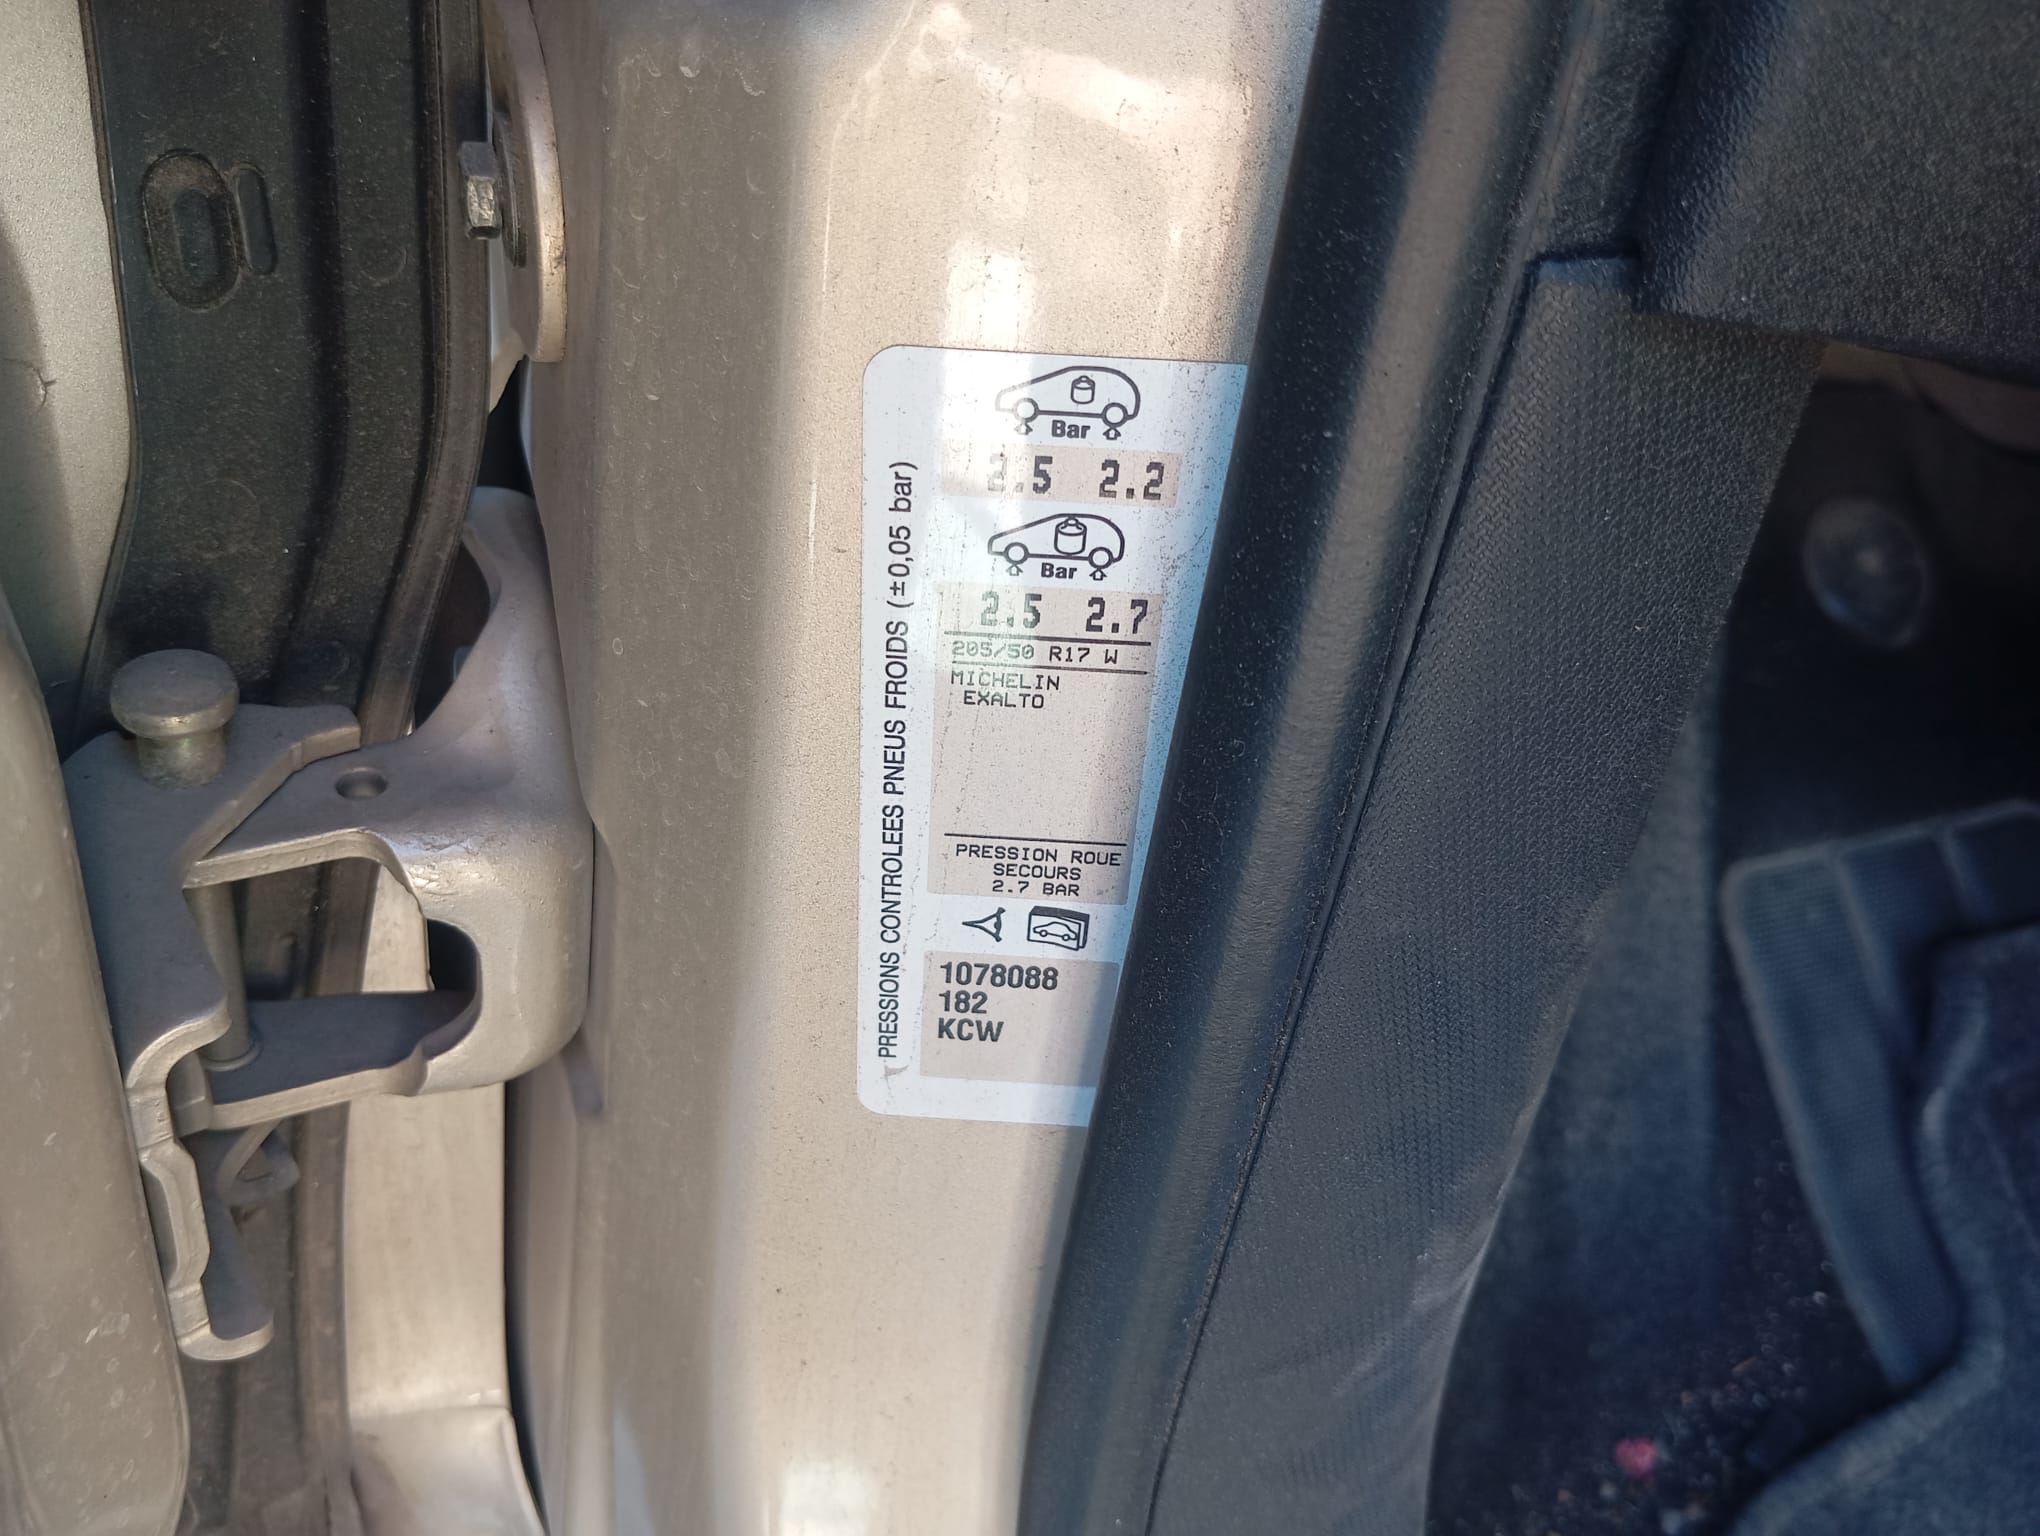 Bar
2.5 2.2
Bar
2.5 2.7
205/50 R17 W
MICHELIN
EXALTO
PRESSION ROUE
SECOURS
2.7 BAR
1078088
182
KCW
PRESSIONS CONTROLEES PNEUS FROIDS (±0,05 bar)